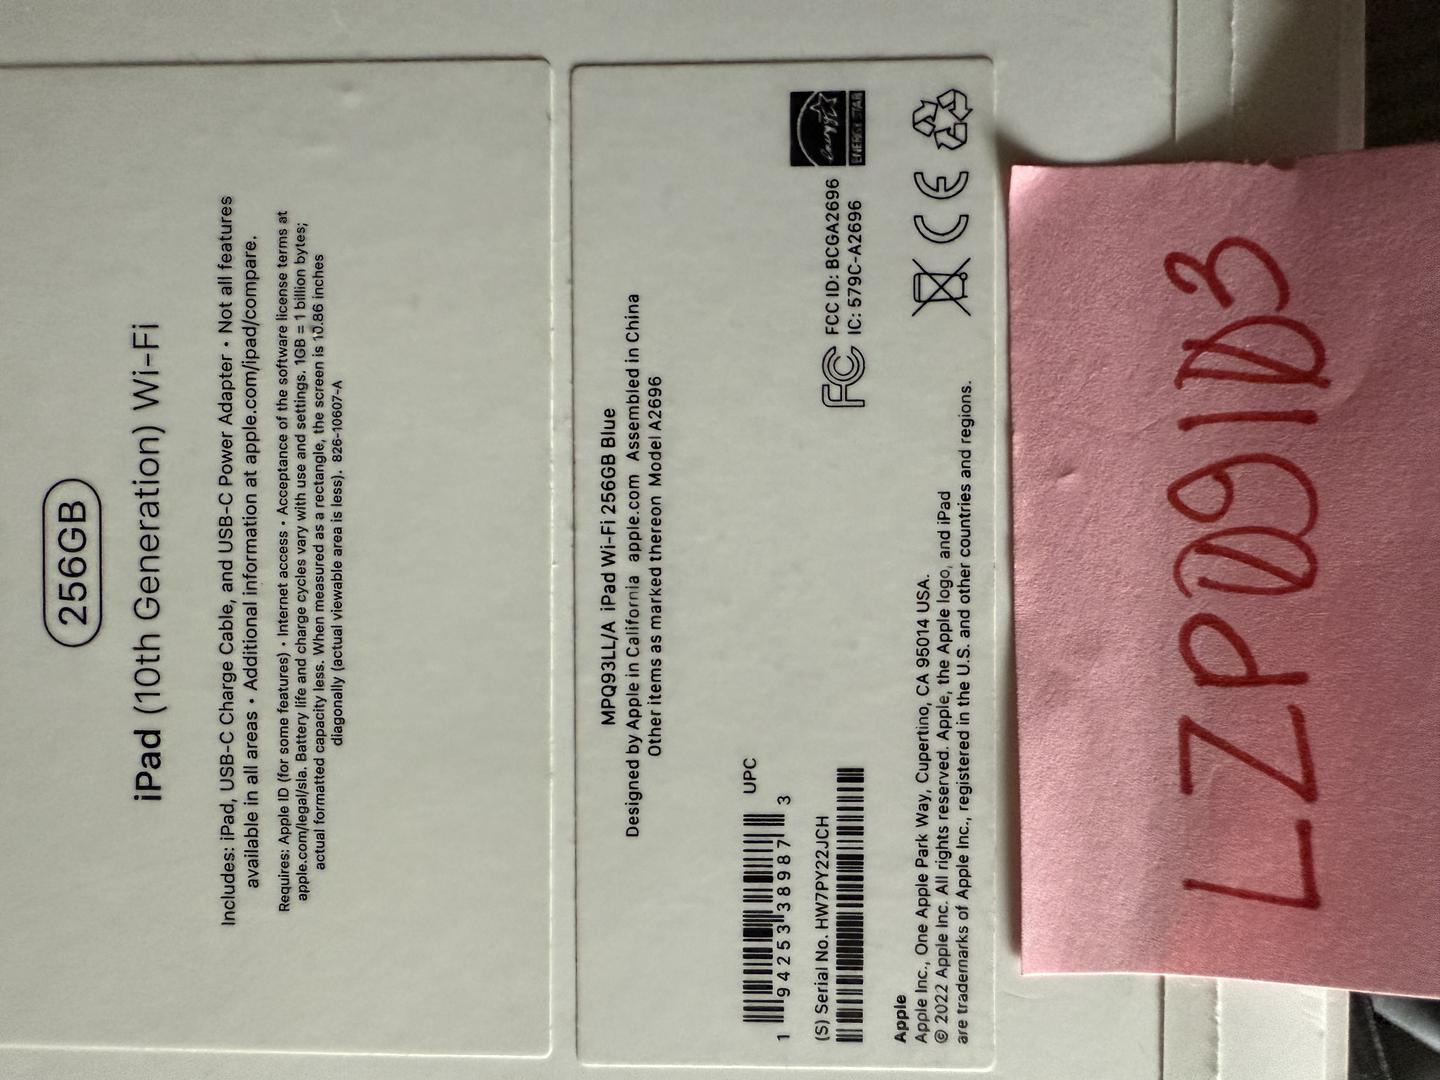 256GB
iPad (10th Generation) Wi-Fi
Includes: iPad, USB-C Charge Cable, and USB-C Power Adapter • Not all features
available in all areas • Additional information at apple.com/ipad/compare.
Requires: Apple ID (for some features) • Internet access • Acceptance of the software license terms at
apple.com/legal/sla. Battery life and charge cycles vary with use and settings. 1GB = 1 billion bytes;
actual formatted capacity less. When measured as a rectangle, the screen is 10.86 inches
diagonally (actual viewable area is less). 826-10607-A
MPQ93LL/A iPad Wi-Fi 256GB Blue
Designed by Apple in California apple.com Assembled in China
Other items as marked thereon Model A2696
UPC
1 94253 38987 3
(S) Serial No. HW7PY22JCH
FCC ID: BCGA2696
IC: 579C-A2696
energy
ENERGY STAR
FC
CE
Apple
Apple Inc., One Apple Park Way, Cupertino, CA 95014 USA.
© 2022 Apple Inc. All rights reserved. Apple, the Apple logo, and iPad
are trademarks of Apple Inc., registered in the U.S. and other countries and regions.
LZPD91D3